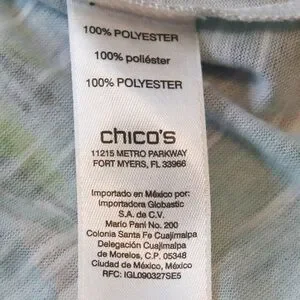 100% POLYESTER
100% poliéster
100% POLYESTER
chico's
11215 METRO PARKWAY
FORT MYERS, FL 33966
Importado en México por:
Importadora Globastic
S.A. de C.V.
Mario Pani No. 200
Colonia Santa Fe Cuajimalpa
Delegación Cuajimalpa
de Morelos, C.P. 05348
Ciudad de México, México
RFC: IGL090327SE5